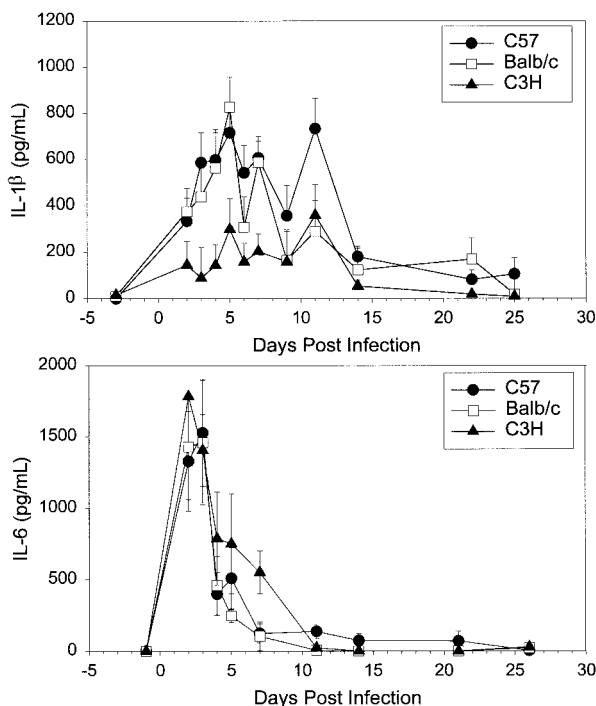 1200
1000
800
600
400
200
0
IL-1β (pg/mL)
C57
Balb/c
C3H
-5 0 5 10 15 20 25 30
Days Post Infection
2000
1500
1000
500
0
IL-6 (pg/mL)
C57
Balb/c
C3H
-5 0 5 10 15 20 25 30
Days Post Infection